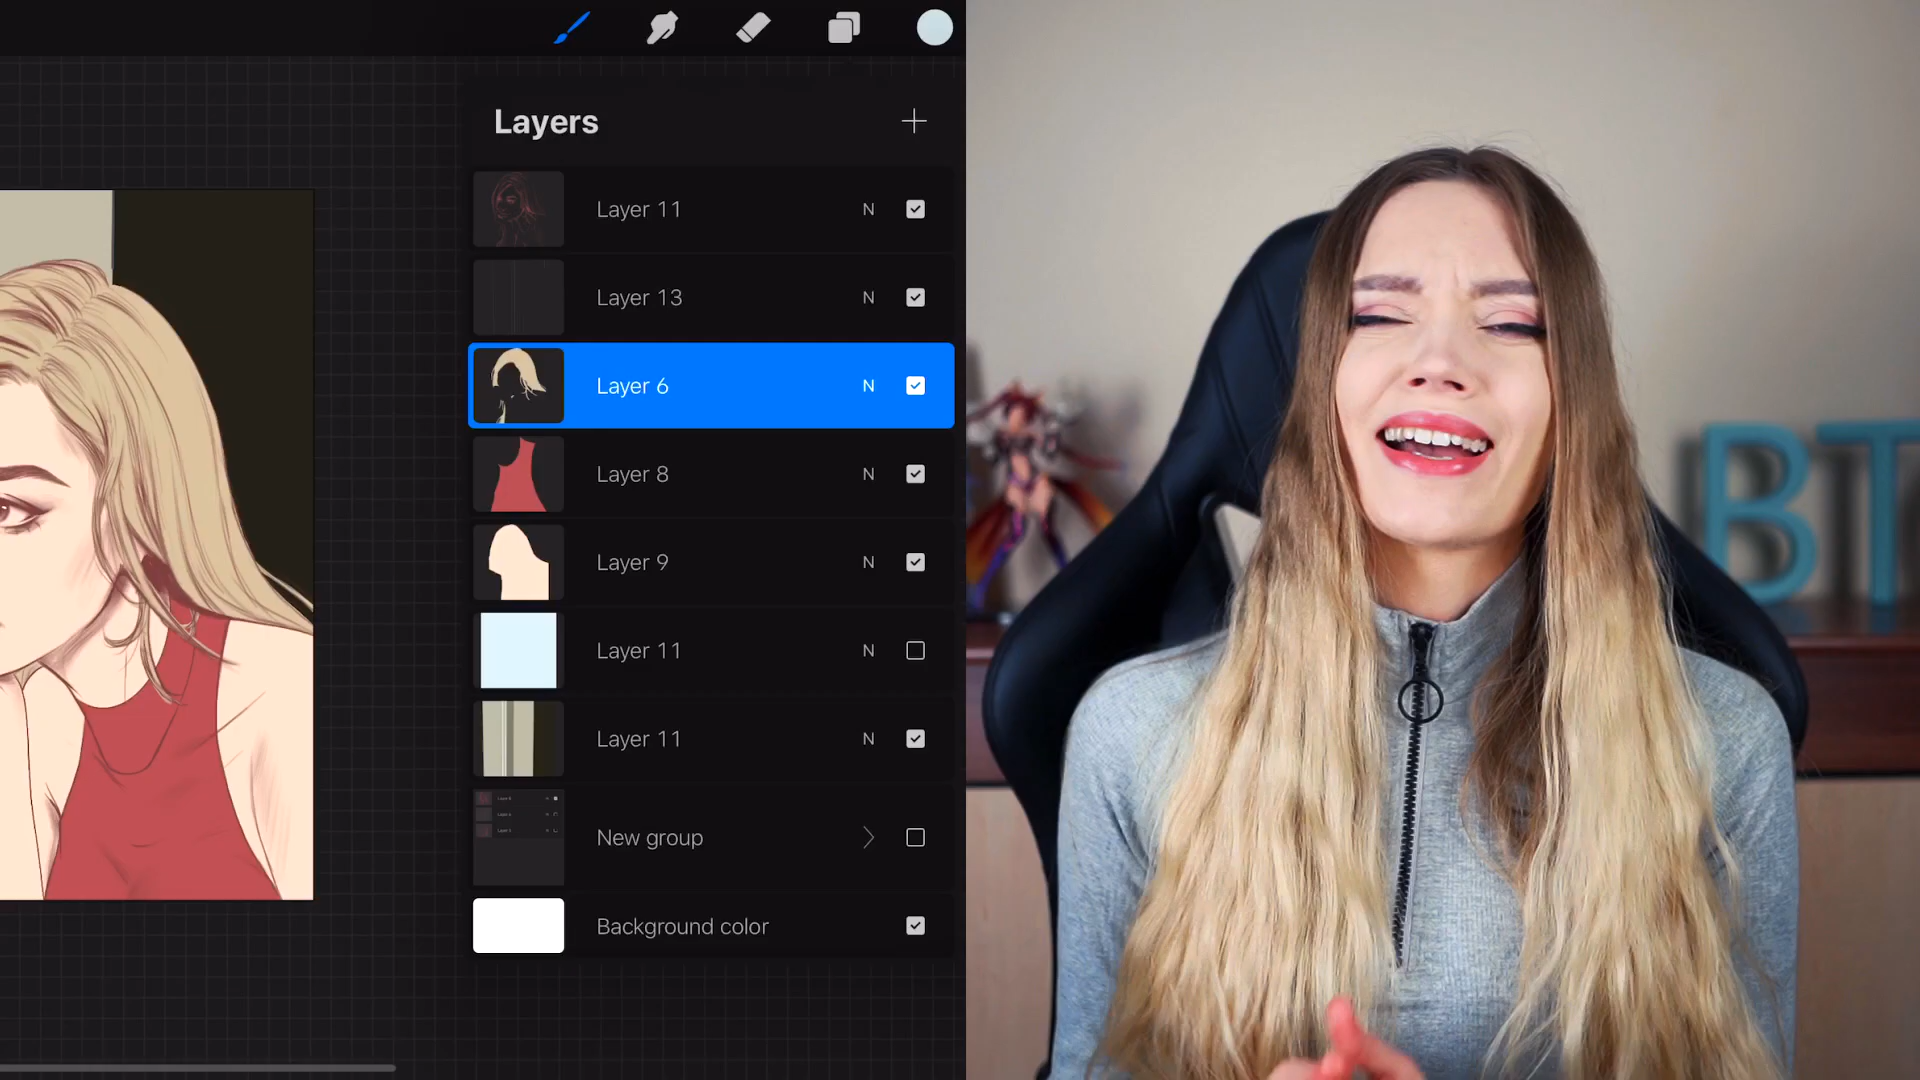 Layers
Layer 11 N
Layer 13 N
Layer 6 N
Layer 8 N
Layer 9 N
Layer 11 N
Layer 11 N
New group
Background color
BT